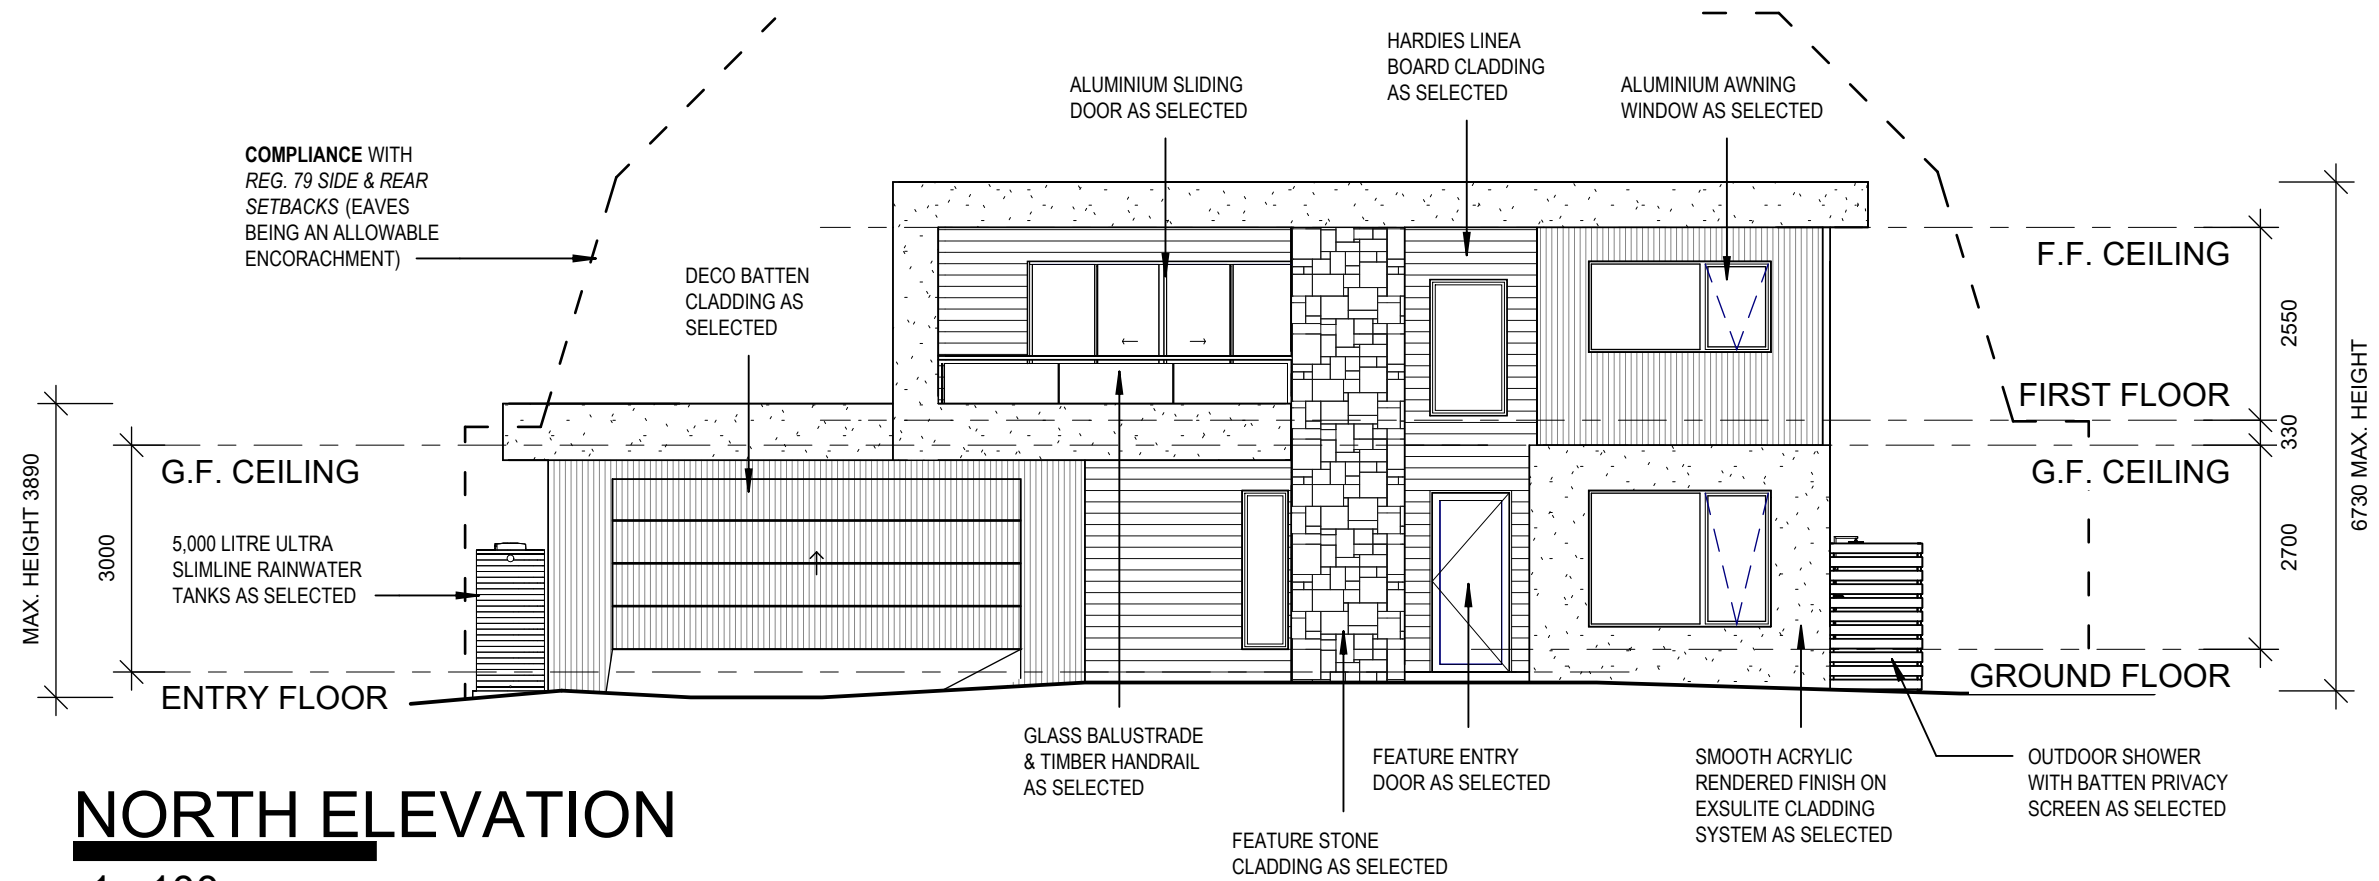 HARDIES LINEA
BOARD CLADDING
AS SELECTED
ALUMINIUM SLIDING
DOOR AS SELECTED
ALUMINIUM AWNING
WINDOW AS SELECTED
COMPLIANCE WITH
REG. 79 SIDE & REAR
SETBACKS (EAVES
BEING AN ALLOWABLE
ENCORACHMENT)
DECO BATTEN
CLADDING AS
SELECTED
F.F. CEILING
2550
FIRST FLOOR
330
G.F. CEILING
2700
GROUND FLOOR
6730 MAX. HEIGHT
MAX. HEIGHT 3890
3000
G.F. CEILING
5,000 LITRE ULTRA
SLIMLINE RAINWATER
TANKS AS SELECTED
ENTRY FLOOR
GLASS BALUSTRADE
& TIMBER HANDRAIL
AS SELECTED
FEATURE STONE
CLADDING AS SELECTED
FEATURE ENTRY
DOOR AS SELECTED
SMOOTH ACRYLIC
RENDERED FINISH ON
EXSULITE CLADDING
SYSTEM AS SELECTED
OUTDOOR SHOWER
WITH BATTEN PRIVACY
SCREEN AS SELECTED
NORTH ELEVATION